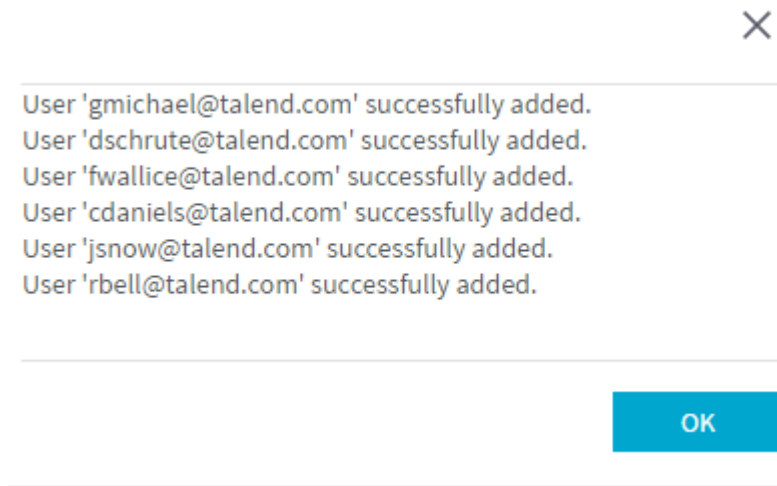 User 'gmichael@talend.com' successfully added.
User 'dschrute@talend.com' successfully added.
User 'fwallice@talend.com' successfully added.
User 'cdaniels@talend.com' successfully added.
User 'jsnow@talend.com' successfully added.
User 'rbell@talend.com' successfully added.
OK